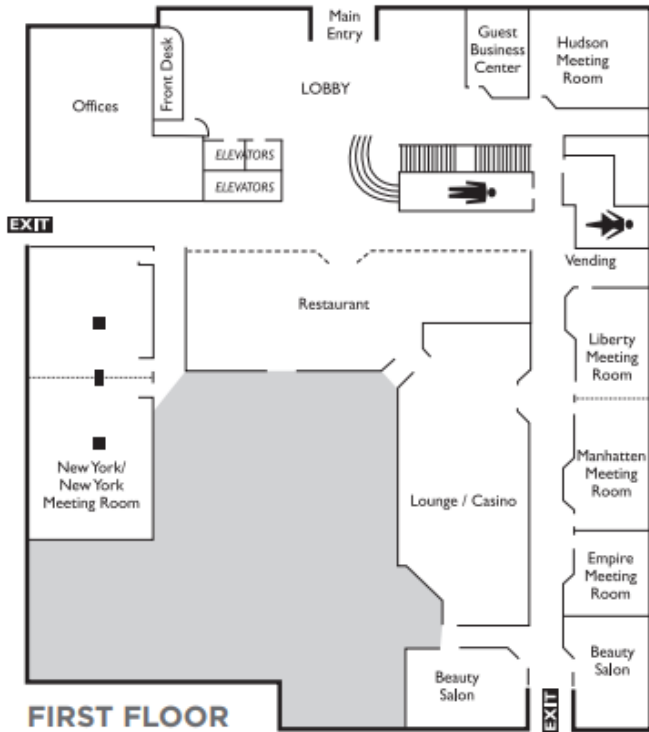 Main
Entry
Guest
Business
Center
Hudson
Meeting
Room
Front Desk
LOBBY
Offices
ELEVATORS
ELEVATORS
EXIT
Vending
Restaurant
Liberty
Meeting
Room
New York/
New York
Meeting Room
Lounge / Casino
Manhatten
Meeting
Room
Empire
Meeting
Room
Beauty
Salon
Beauty
Salon
EXIT
FIRST FLOOR